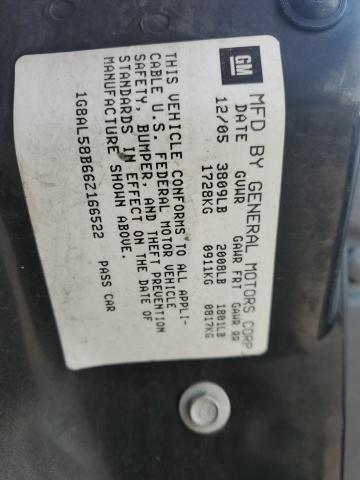 GM MFD BY GENERAL MOTORS CORP
DATE GVWR GAWR FRT GAWR RR
12/05 3809LB 2008LB 1801LB
1728KG 0911KG 0817KG
THIS VEHICLE CONFORMS TO ALL APPLI-
CABLE U.S. FEDERAL MOTOR VEHICLE
SAFETY, BUMPER, AND THEFT PREVENTION
STANDARDS IN EFFECT ON THE DATE OF
MANUFACTURE SHOWN ABOVE.
1G8AL58B66Z166522 PASS CAR